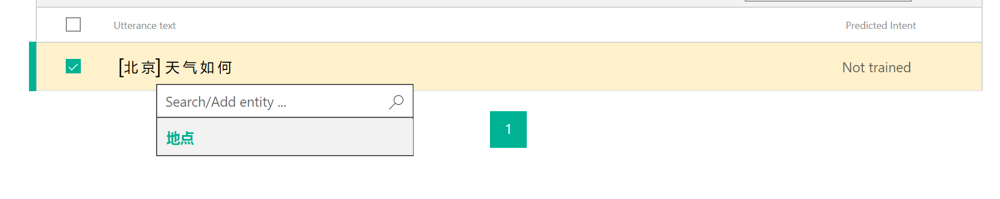 Utterance text Predicted Intent
[北京] 天气如何 Not trained
Search/Add entity ...
地点
1